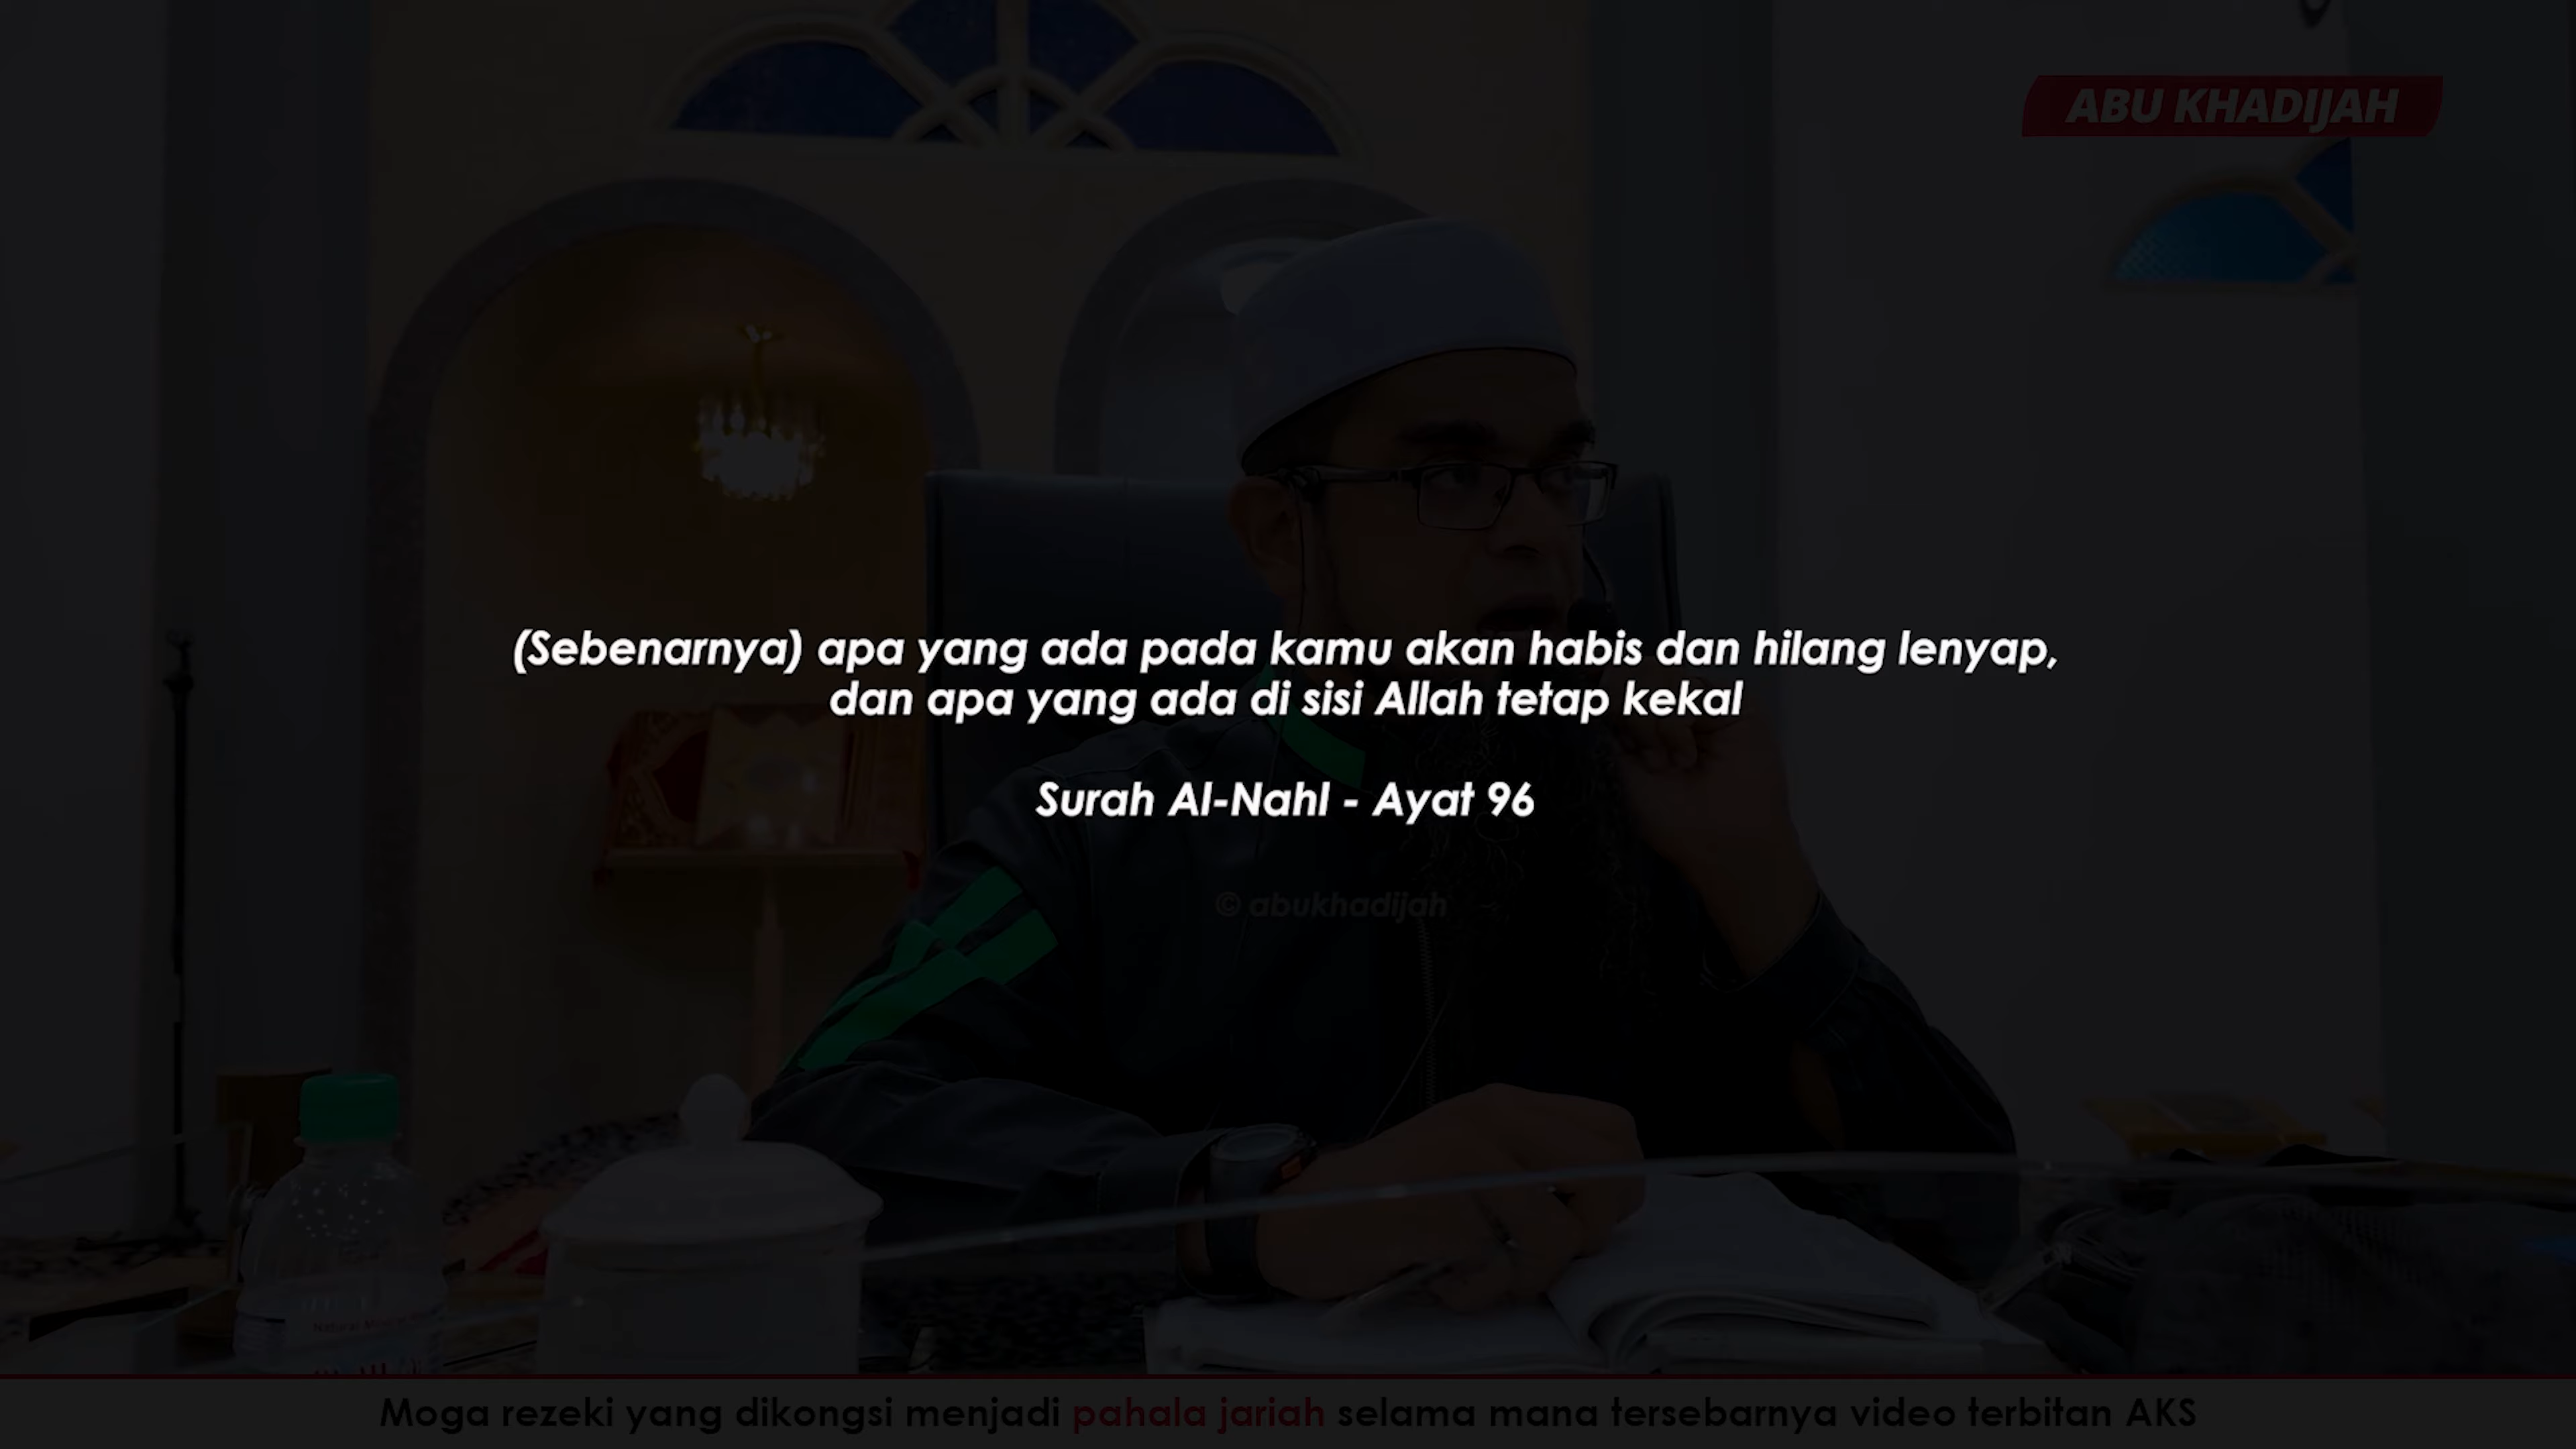 ABU KHADIJAH
(Sebenarnya) apa yang ada pada kamu akan habis dan hilang lenyap,
dan apa yang ada di sisi Allah tetap kekal
Surah Al-Nahl - Ayat 96
© abukhadijah
Moga rezeki yang dikongsi menjadi pahala jariah selama mana tersebarnya video terbitan AKS